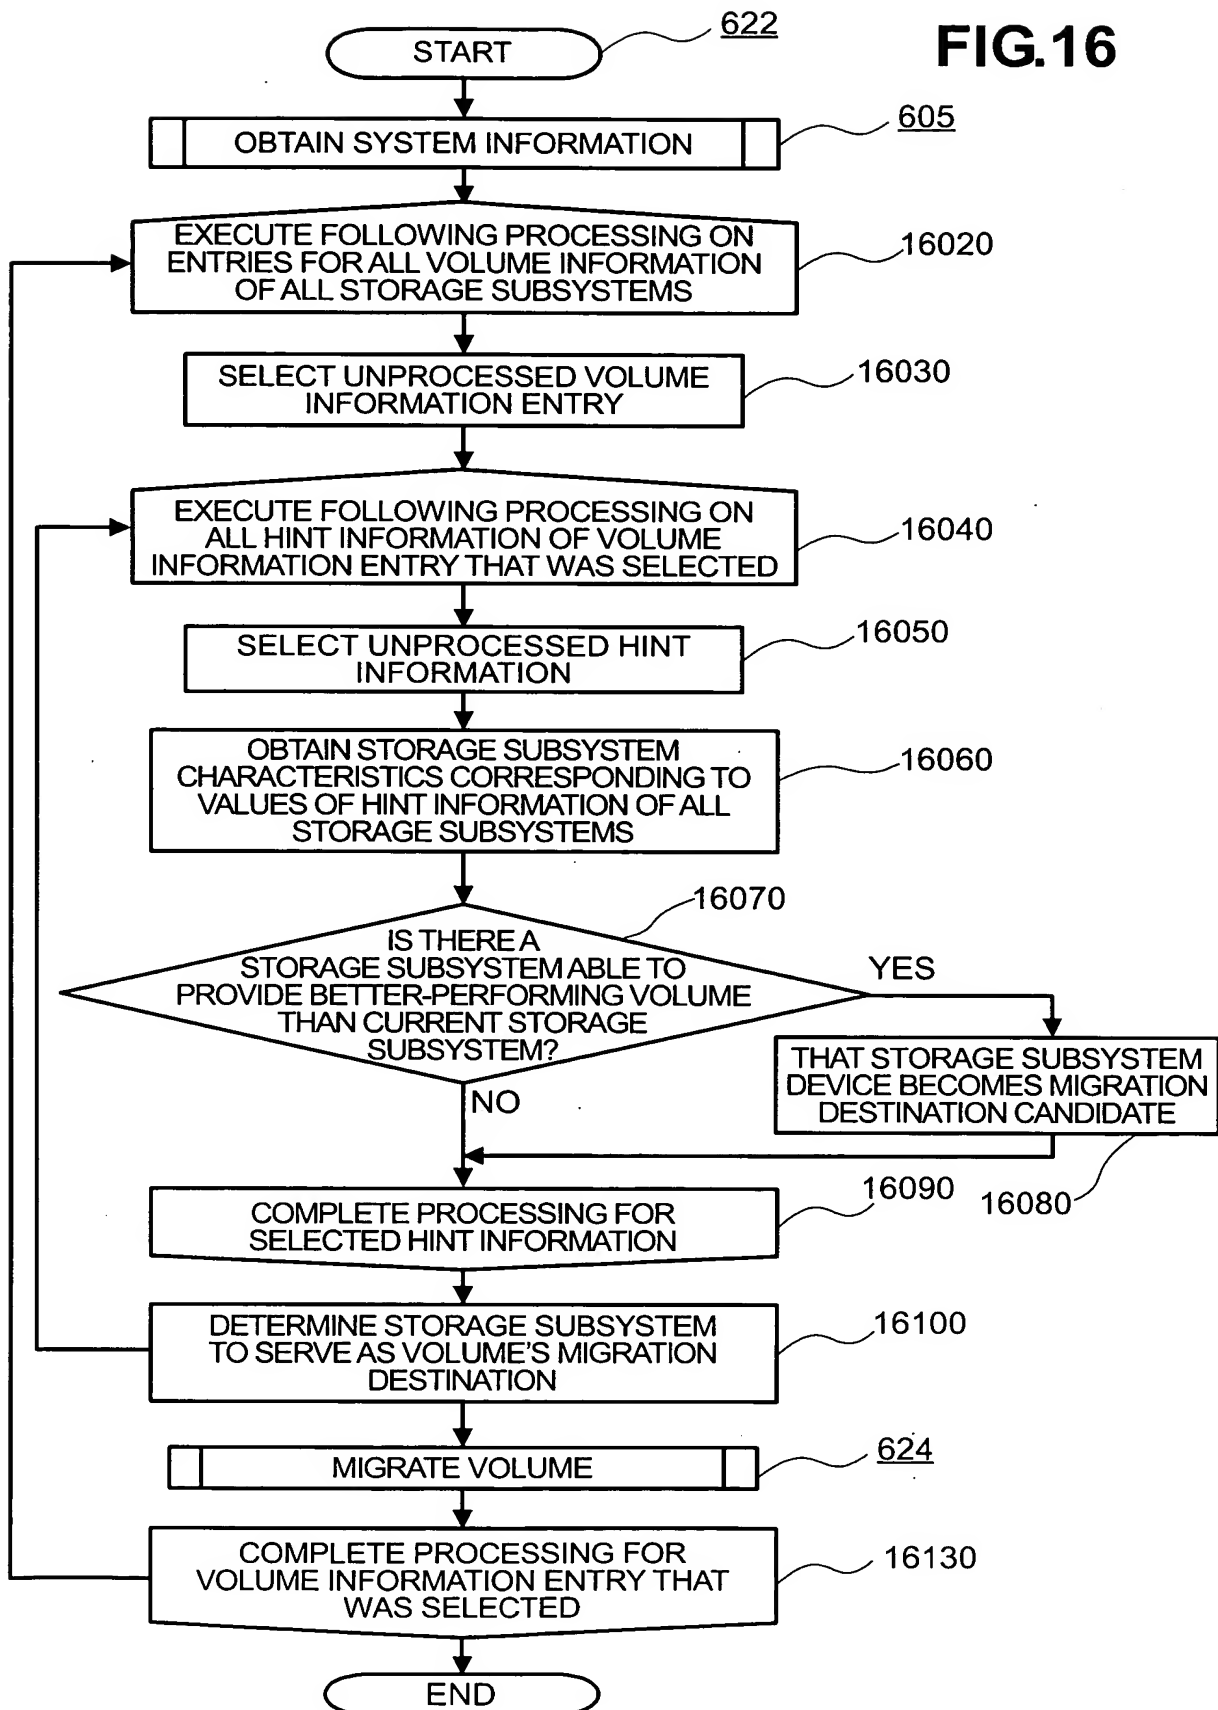 FIG.16
START
622
OBTAIN SYSTEM INFORMATION
605
EXECUTE FOLLOWING PROCESSING ON
ENTRIES FOR ALL VOLUME INFORMATION
OF ALL STORAGE SUBSYSTEMS
16020
SELECT UNPROCESSED VOLUME
INFORMATION ENTRY
16030
EXECUTE FOLLOWING PROCESSING ON
ALL HINT INFORMATION OF VOLUME
INFORMATION ENTRY THAT WAS SELECTED
16040
SELECT UNPROCESSED HINT
INFORMATION
16050
OBTAIN STORAGE SUBSYSTEM
CHARACTERISTICS CORRESPONDING TO
VALUES OF HINT INFORMATION OF ALL
STORAGE SUBSYSTEMS
16060
16070
IS THERE A
STORAGE SUBSYSTEM ABLE TO
PROVIDE BETTER-PERFORMING VOLUME
THAN CURRENT STORAGE
SUBSYSTEM?
YES
NO
THAT STORAGE SUBSYSTEM
DEVICE BECOMES MIGRATION
DESTINATION CANDIDATE
16080
COMPLETE PROCESSING FOR
SELECTED HINT INFORMATION
16090
DETERMINE STORAGE SUBSYSTEM
TO SERVE AS VOLUME'S MIGRATION
DESTINATION
16100
MIGRATE VOLUME
624
COMPLETE PROCESSING FOR
VOLUME INFORMATION ENTRY THAT
WAS SELECTED
16130
END